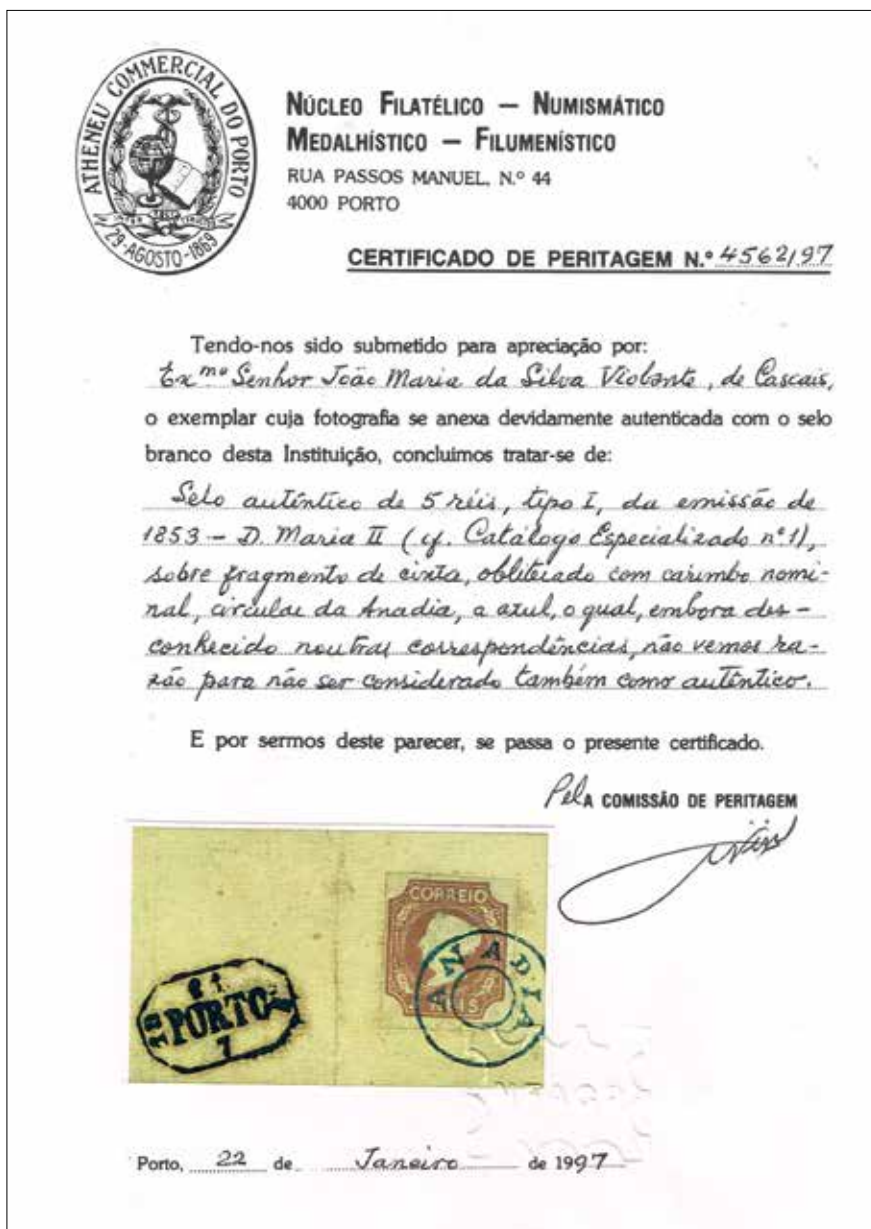 ATHENEU COMMERCIAL DO PORTO
29-AGOSTO-1869
NÚCLEO FILATÉLICO — NUMISMÁTICO
MEDALHÍSTICO — FILUMENÍSTICO
RUA PASSOS MANUEL, N.º 44
4000 PORTO
CERTIFICADO DE PERITAGEM N.º 4562/97
Tendo-nos sido submetido para apreciação por:
Ex.mo Senhor João Maria da Silva Violante, de Cascais,
o exemplar cuja fotografia se anexa devidamente autenticada com o selo
branco desta Instituição, concluimos tratar-se de:
Selo autêntico de 5 réis, tipo I, da emissão de
1853 – D. Maria II (cf. Catálogo Especializado nº 1),
sobre fragmento de cinta, obliterado com carimbo nomi-
nal, circular da Anadia, a azul, o qual, embora des-
conhecido noutras correspondências, não vemos ra-
zão para não ser considerado também como autêntico.
E por sermos deste parecer, se passa o presente certificado.
Pela COMISSÃO DE PERITAGEM
CORREIO
ANADIA
PORTO
7
Porto, 22 de Janeiro de 1997